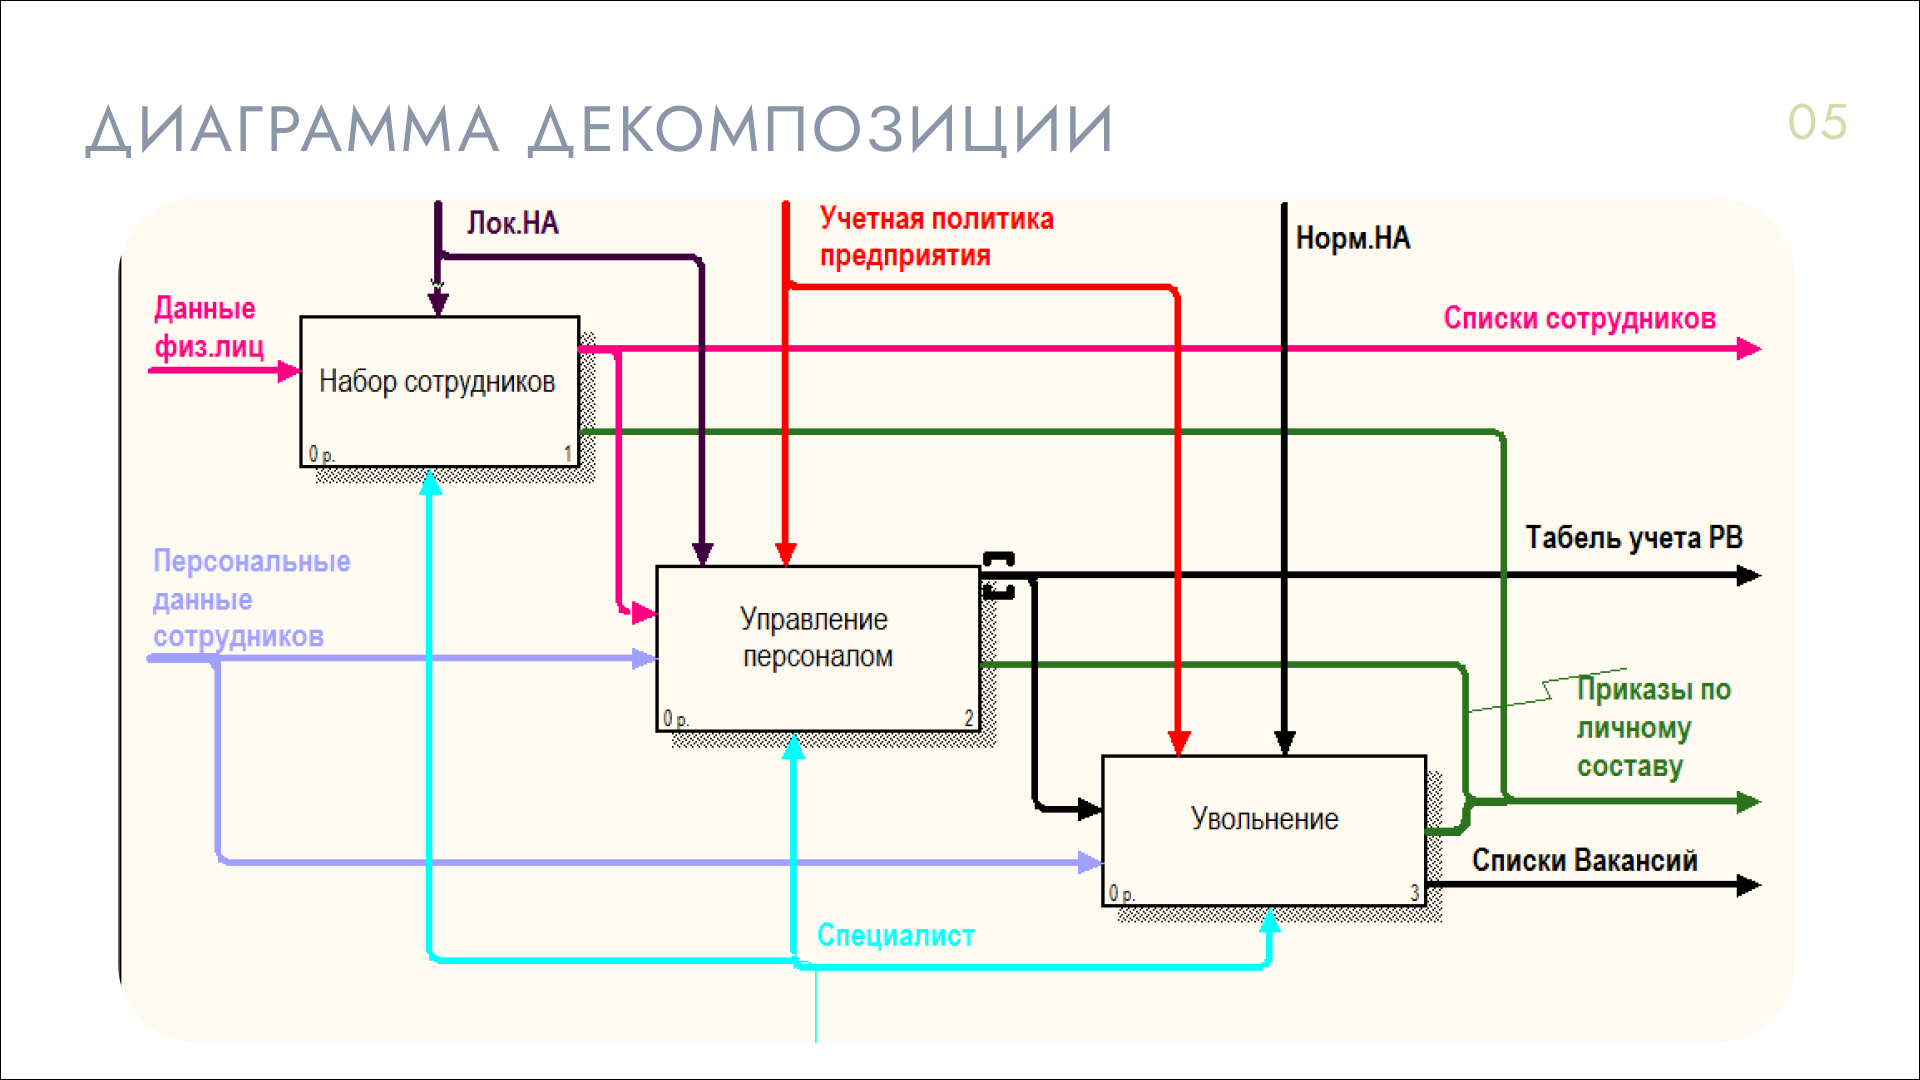 ДИАГРАММА ДЕКОМПОЗИЦИИ
05
Лок.НА
Учетная политика
предприятия
Норм.НА
Данные
физ.лиц
Списки сотрудников
Набор сотрудников
0 р.
1
Табель учета РВ
Персональные
данные
сотрудников
Управление
персоналом
0 р.
2
Приказы по
личному
составу
Увольнение
0 р.
3
Списки Вакансий
Специалист